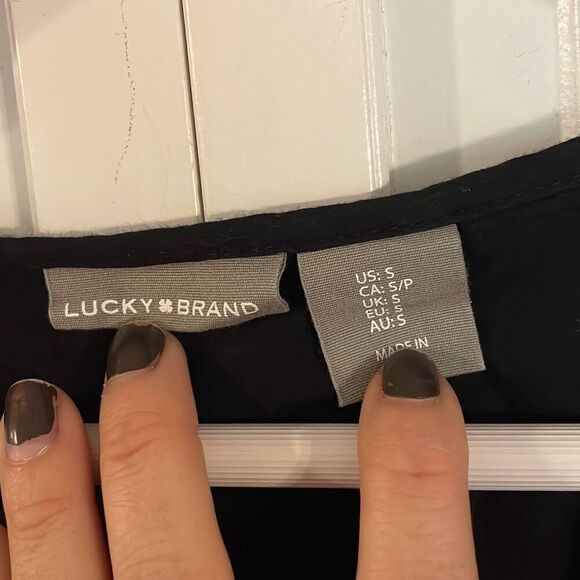 LUCKY BRAND
US: S
CA: S/P
UK: S
EU: S
AU: S
MADE IN